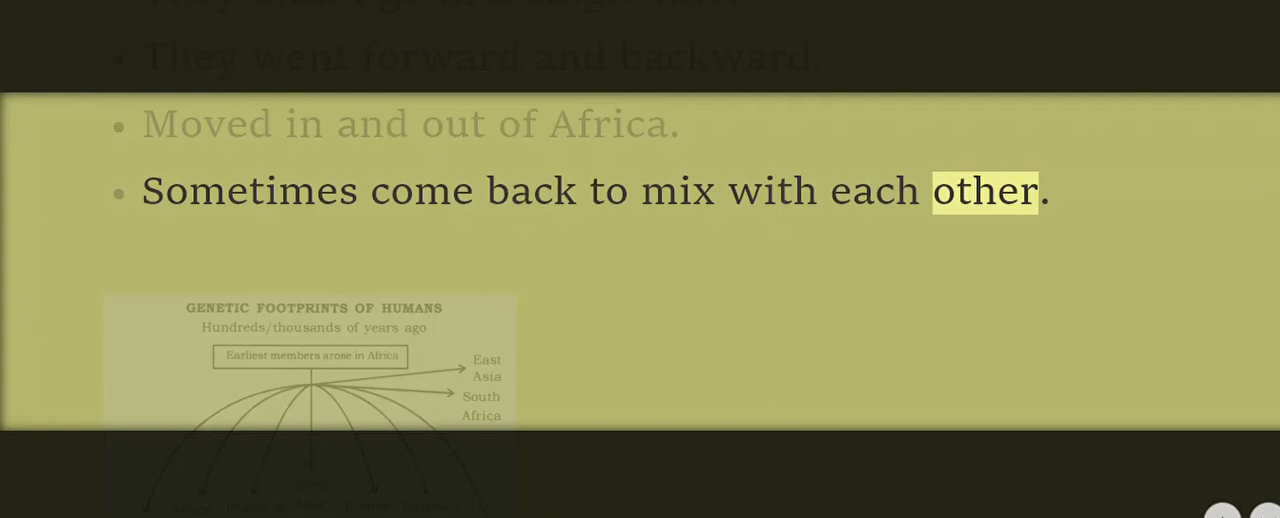 They went forward and backward.
Moved in and out of Africa.
Sometimes come back to mix with each other.
GENETIC FOOTPRINTS OF HUMANS
Hundreds/thousands of years ago
Earliest members arose in Africa
East
Asia
South
Africa